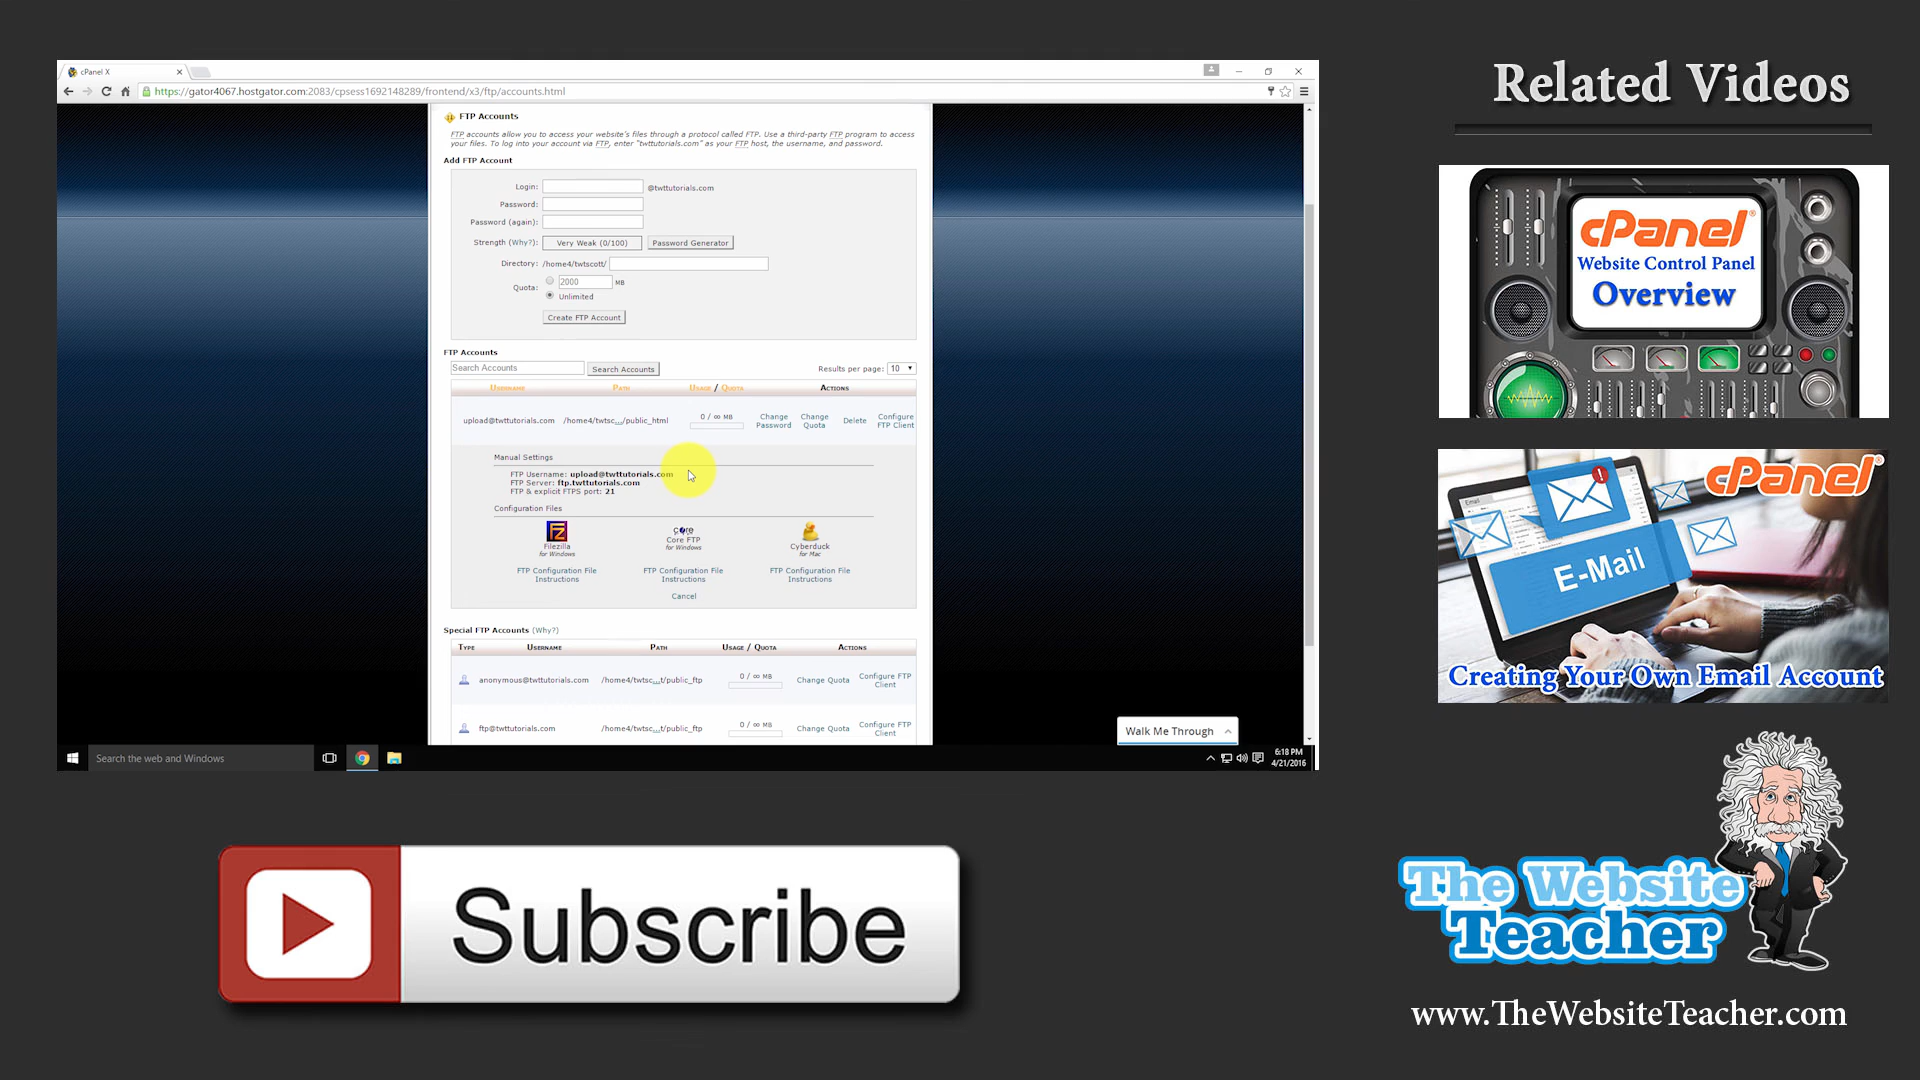 cPanel X
https://gator4067.hostgator.com:2083/cpsess1692148289/frontend/x3/ftp/accounts.html
FTP Accounts
FTP accounts allow you to access your website's files through a protocol called FTP. Use a third-party FTP program to access
your files. To log into your account via FTP, enter "twttutorials.com" as your FTP host, the username, and password.
Add FTP Account
Login: @twttutorials.com
Password:
Password (again):
Strength (Why?): Very Weak (0/100) Password Generator
Directory: /home4/twtscott/
Quota: 2000 MB
Unlimited
Create FTP Account
FTP Accounts
Search Accounts Search Accounts Results per page: 10
Username Path Usage / Quota Actions
upload@twttutorials.com /home4/twtsc.../public_html 0 / ∞ MB Change Password Change Quota Delete Configure FTP Client
Manual Settings
FTP Username: upload@twttutorials.com
FTP Server: ftp.twttutorials.com
FTP & explicit FTPS port: 21
Configuration Files
FZ core
Filezilla Core FTP Cyberduck
for Windows for Windows for Mac
FTP Configuration File FTP Configuration File FTP Configuration File
Instructions Instructions Instructions
Cancel
Special FTP Accounts (Why?)
Type Username Path Usage / Quota Actions
anonymous@twttutorials.com /home4/twtsc...t/public_ftp 0 / ∞ MB Change Quota Configure FTP Client
ftp@twttutorials.com /home4/twtsc...t/public_ftp 0 / ∞ MB Change Quota Configure FTP Client
Walk Me Through
Search the web and Windows
6:18 PM
4/21/2016
Related Videos
cPanel®
Website Control Panel
Overview
cPanel®
Email
E-Mail
Creating Your Own Email Account
Subscribe
The Website
Teacher
www.TheWebsiteTeacher.com